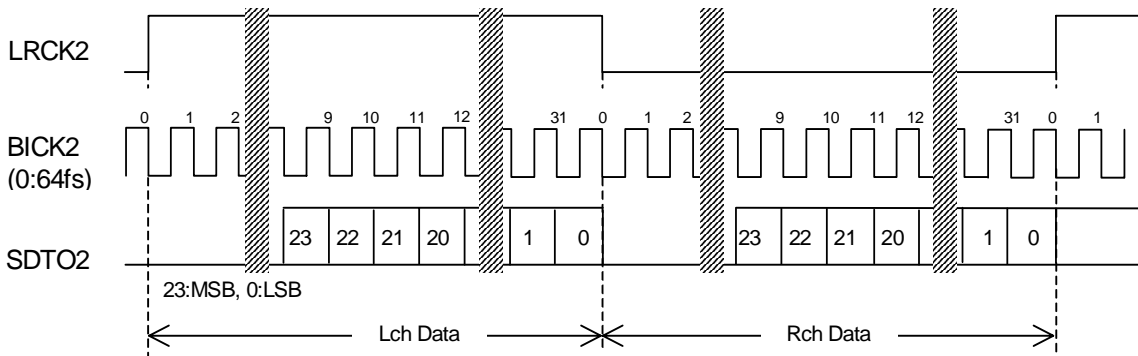 LRCK2
0 1 2 9 10 11 12 31 0 1 2 9 10 11 12 31 0 1
BICK2
(0:64fs)
23 22 21 20 1 0 23 22 21 20 1 0
SDTO2
23:MSB, 0:LSB
Lch Data Rch Data